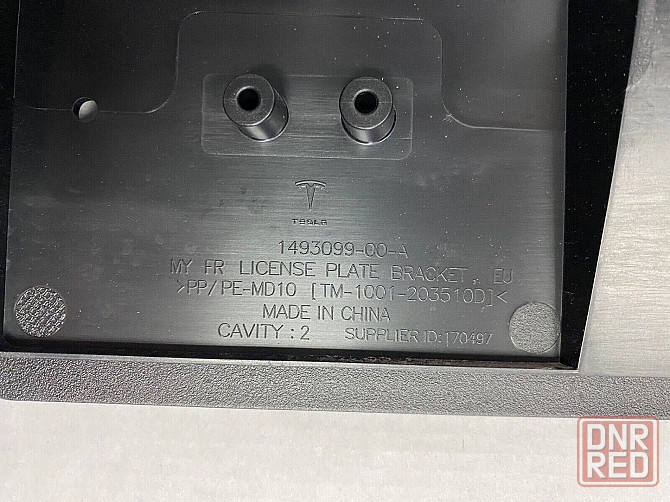 TESLA
1493099-00-A
MY FR LICENSE PLATE BRACKET, EU
>PP/PE-MD10 [TM-1001-203510D]<
MADE IN CHINA
CAVITY : 2 SUPPLIER ID:170497
DNR
RED